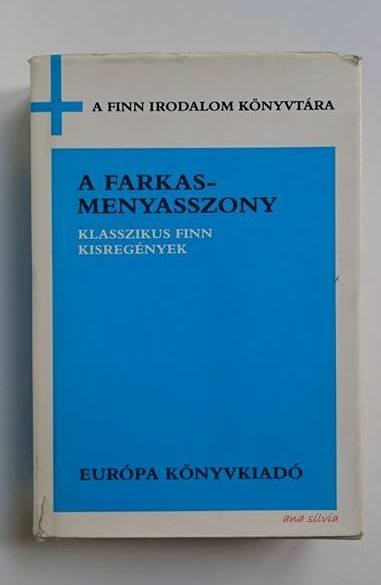 A FINN IRODALOM KÖNYVTÁRA
A FARKAS-
MENYASSZONY
KLASSZIKUS FINN
KISREGÉNYEK
EURÓPA KÖNYVKIADÓ
ana silvia